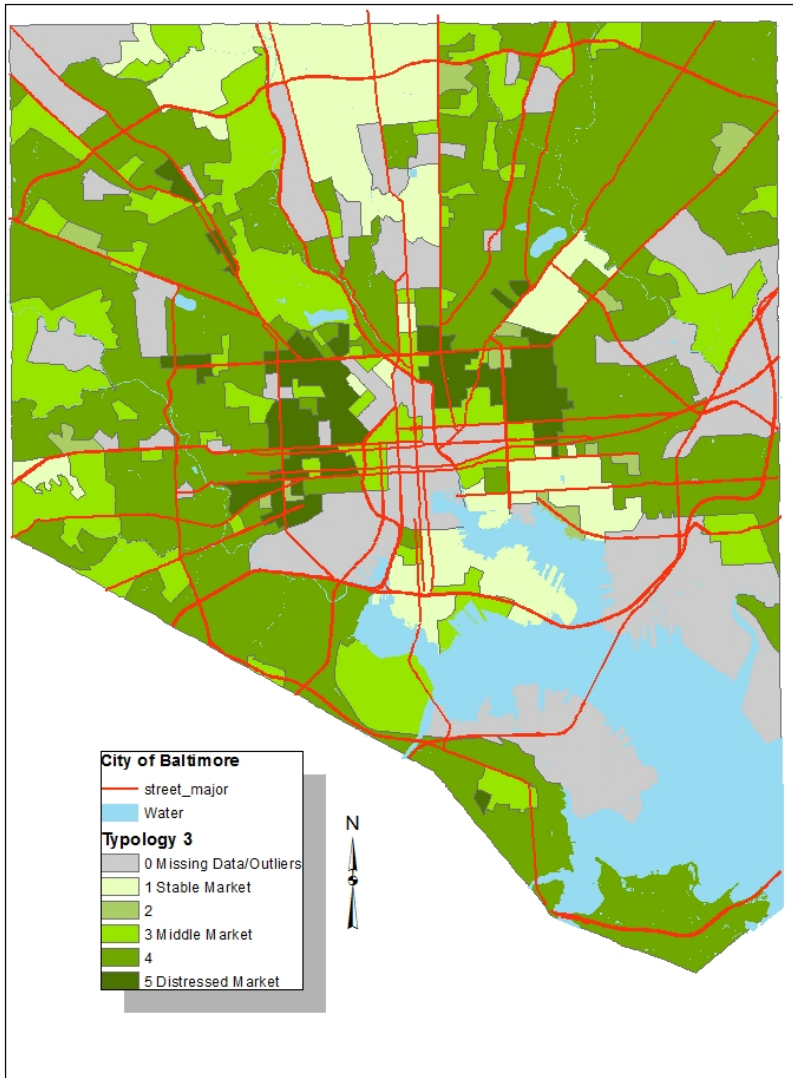 City of Baltimore
street_major
Water
Typology 3
0 Missing Data/Outliers
1 Stable Market
2
3 Middle Market
4
5 Distressed Market
N